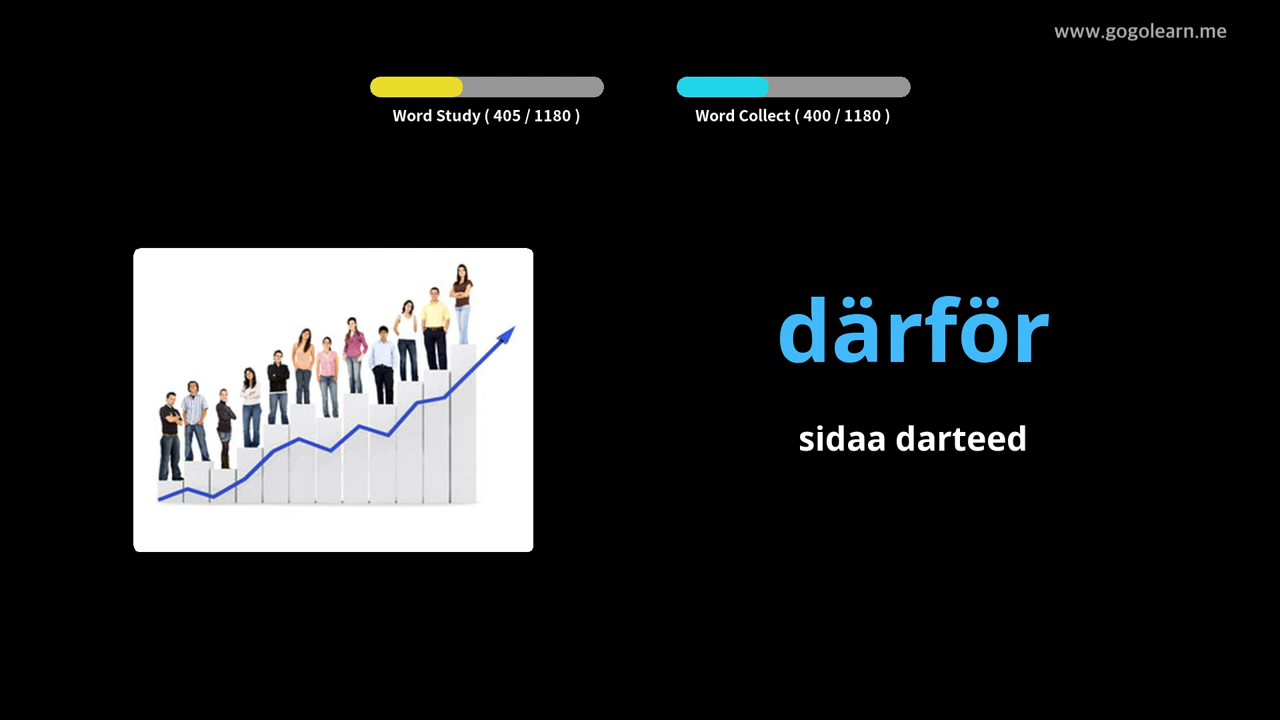 www.gogolearn.me
Word Study ( 405 / 1180 )
Word Collect ( 400 / 1180 )
därför
sidaa darteed